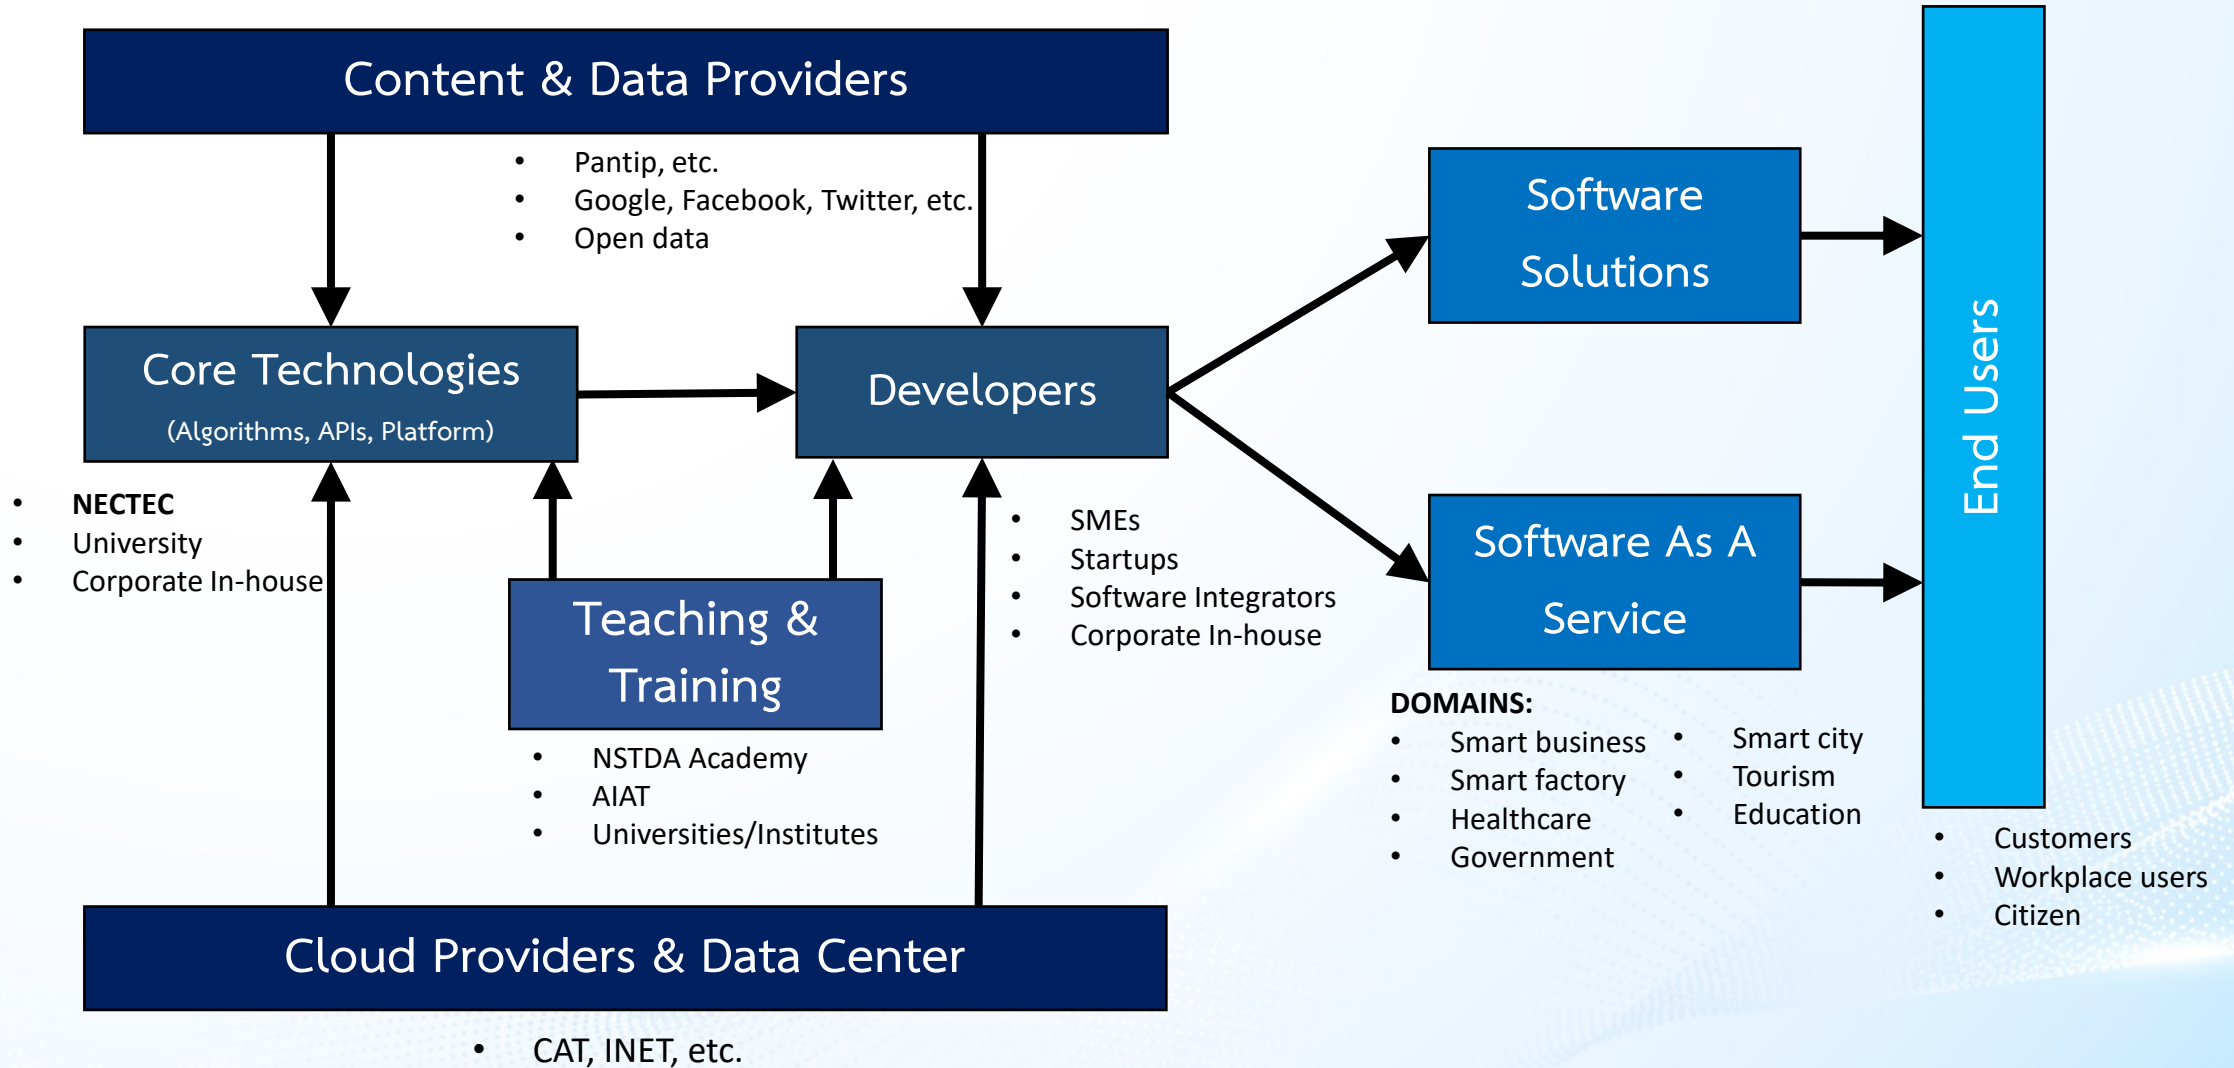 Content & Data Providers
• Pantip, etc.
• Google, Facebook, Twitter, etc.
• Open data
Core Technologies
(Algorithms, APIs, Platform)
• NECTEC
• University
• Corporate In-house
Developers
• SMEs
• Startups
• Software Integrators
• Corporate In-house
Teaching &
Training
• NSTDA Academy
• AIAT
• Universities/Institutes
Cloud Providers & Data Center
• CAT, INET, etc.
Software
Solutions
Software As A
Service
DOMAINS:
• Smart business
• Smart factory
• Healthcare
• Government
• Smart city
• Tourism
• Education
End Users
• Customers
• Workplace users
• Citizen